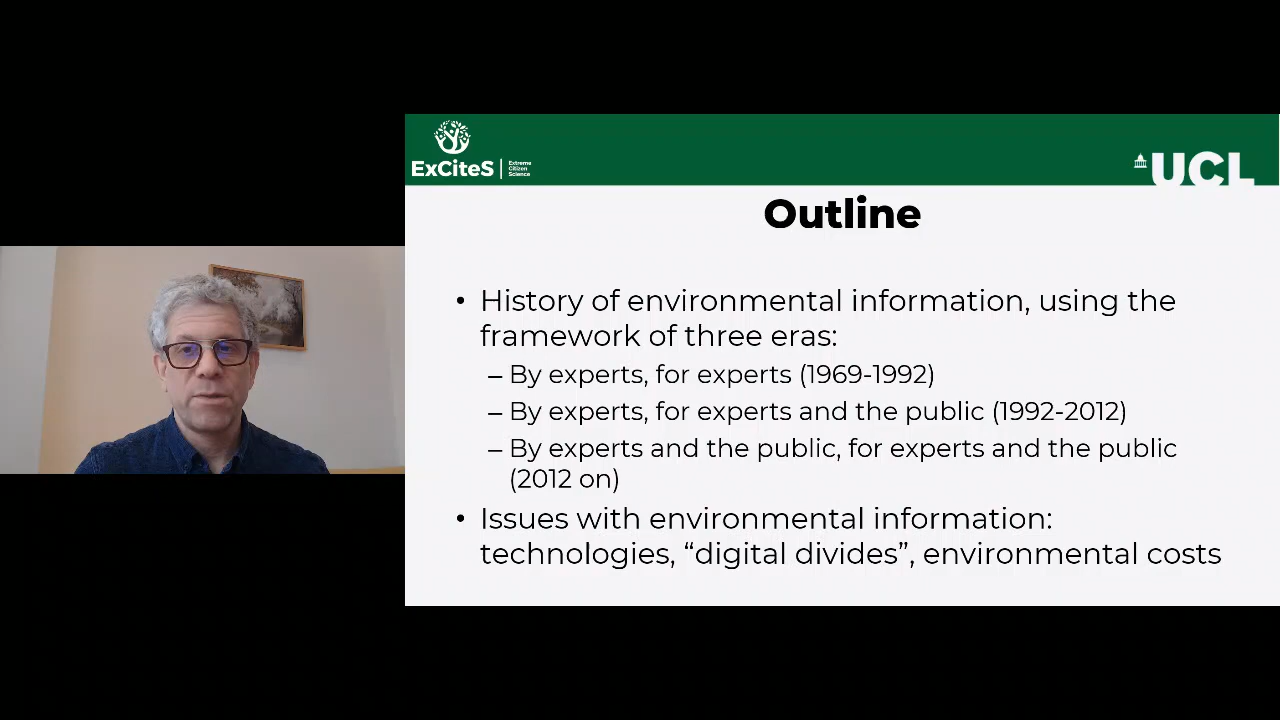 ExCiteS
Extreme
Citizen
Science
UCL
Outline
• History of environmental information, using the
framework of three eras:
– By experts, for experts (1969-1992)
– By experts, for experts and the public (1992-2012)
– By experts and the public, for experts and the public
(2012 on)
• Issues with environmental information:
technologies, “digital divides”, environmental costs